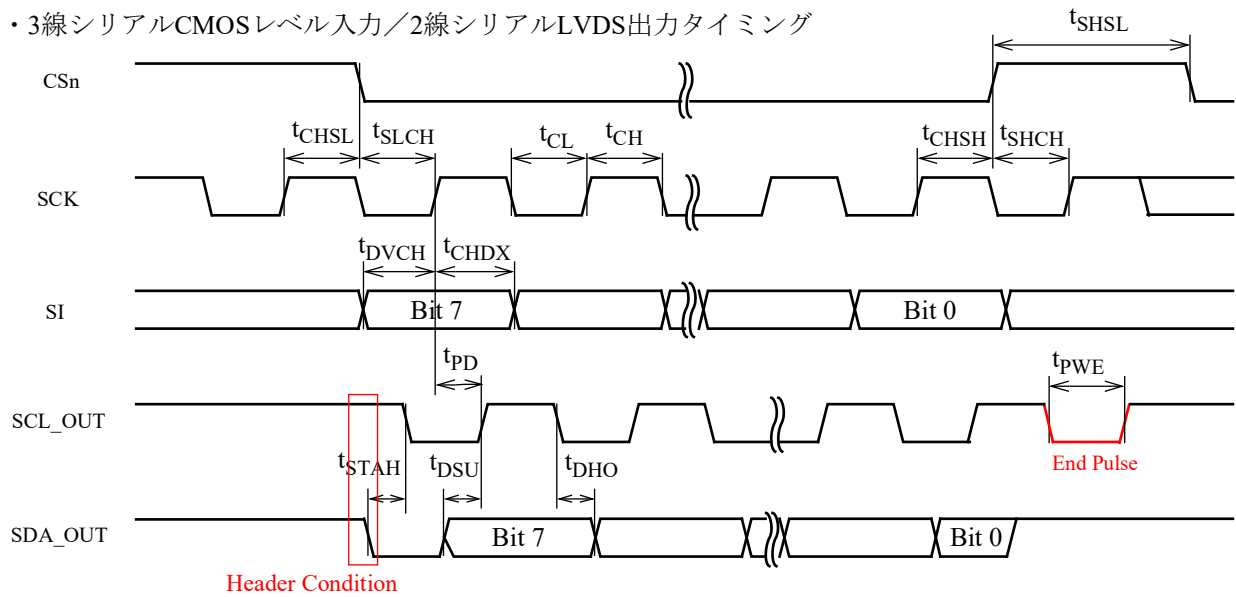 ・3線シリアルCMOSレベル入力／2線シリアルLVDS出力タイミング
tSHSL
CSn
tCHSL tSLCH tCL tCH tCHSH tSHCH
SCK
tDVCH tCHDX
SI Bit 7 Bit 0
tPD tPWE
SCL_OUT
End Pulse
tSTAH tDSU tDHO
SDA_OUT Bit 7 Bit 0
Header Condition